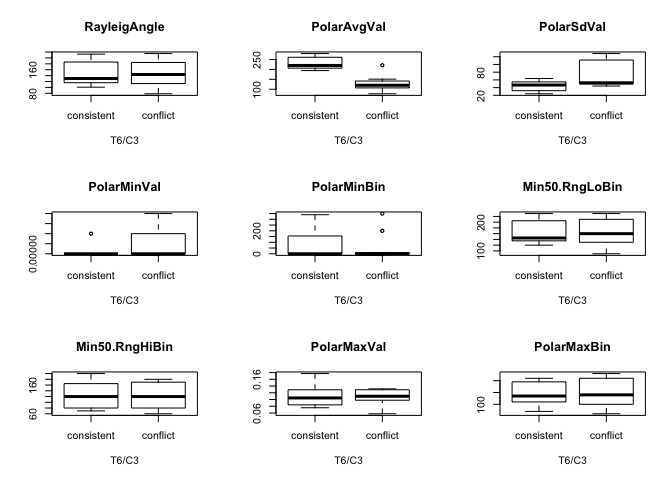 RayleighAngle
160
80
consistent conflict
T6/C3
PolarAvgVal
250
100
consistent conflict
T6/C3
PolarSdVal
80
20
consistent conflict
T6/C3
PolarMinVal
0.00000
consistent conflict
T6/C3
PolarMinBin
200
0
consistent conflict
T6/C3
Min50.RngLoBin
200
100
consistent conflict
T6/C3
Min50.RngHiBin
160
60
consistent conflict
T6/C3
PolarMaxVal
0.16
0.06
consistent conflict
T6/C3
PolarMaxBin
100
consistent conflict
T6/C3